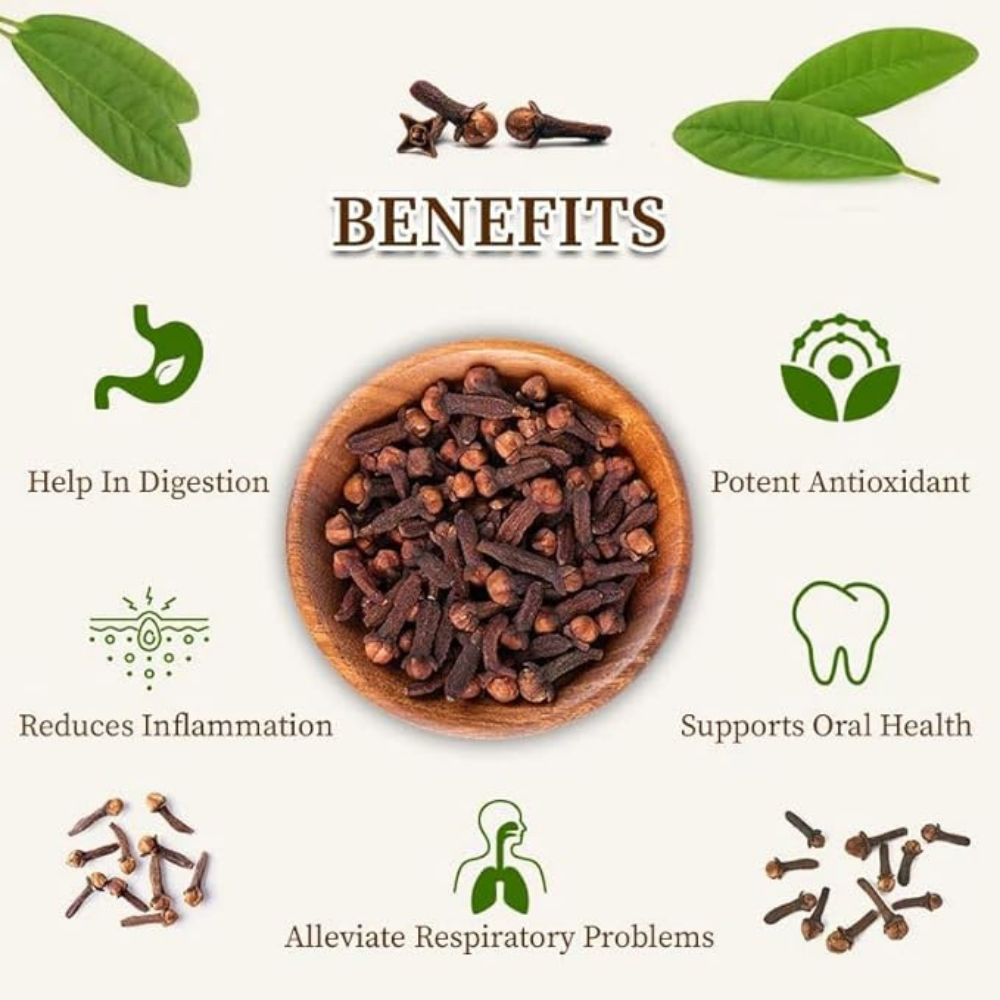 BENEFITS
Help In Digestion
Potent Antioxidant
Reduces Inflammation
Supports Oral Health
Alleviate Respiratory Problems